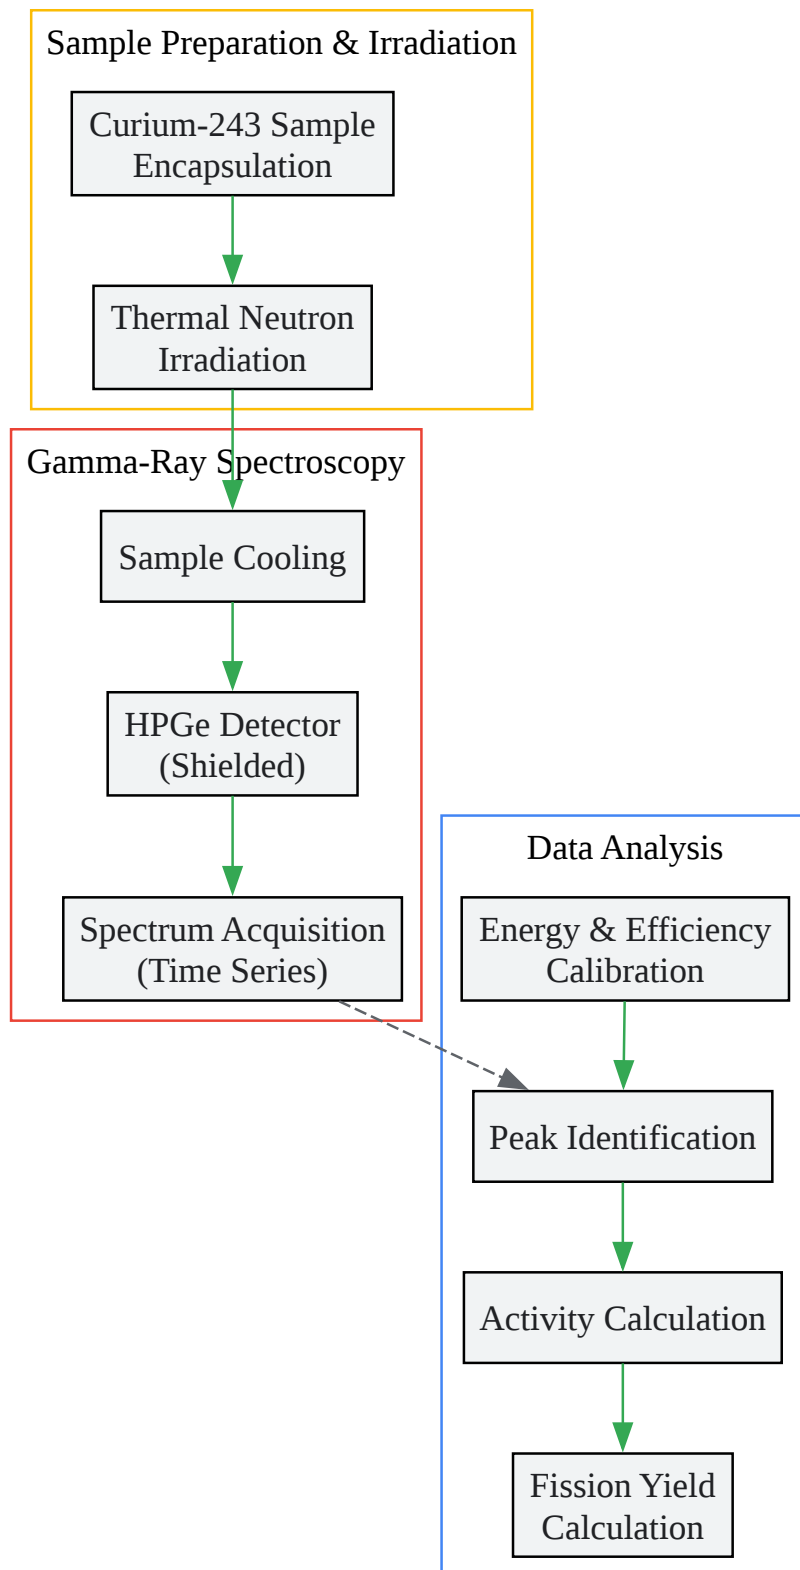 Sample Preparation & Irradiation
Curium-243 Sample
Encapsulation
Thermal Neutron
Irradiation
Gamma-Ray Spectroscopy
Sample Cooling
HPGe Detector
(Shielded)
Spectrum Acquisition
(Time Series)
Data Analysis
Energy & Efficiency
Calibration
Peak Identification
Activity Calculation
Fission Yield
Calculation